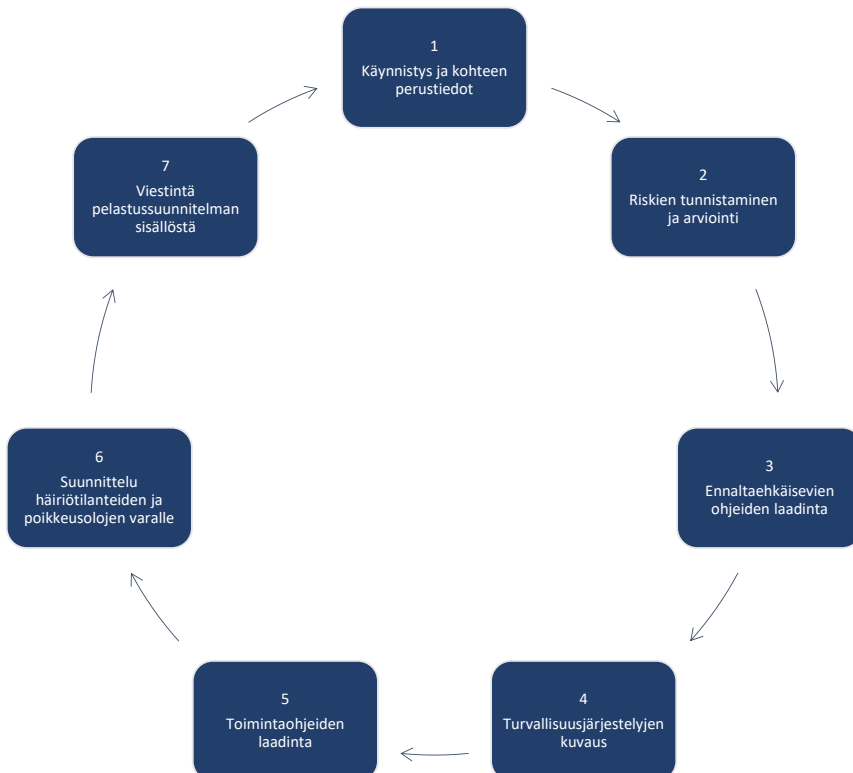 1
Käynnistys ja kohteen
perustiedot
2
Riskien tunnistaminen
ja arviointi
3
Ennaltaehkäisevien
ohjeiden laadinta
4
Turvallisuusjärjestelyjen
kuvaus
5
Toimintaohjeiden
laadinta
6
Suunnittelu
häiriötilanteiden ja
poikkeusolojen varalle
7
Viestintä
pelastussuunnitelman
sisällöstä